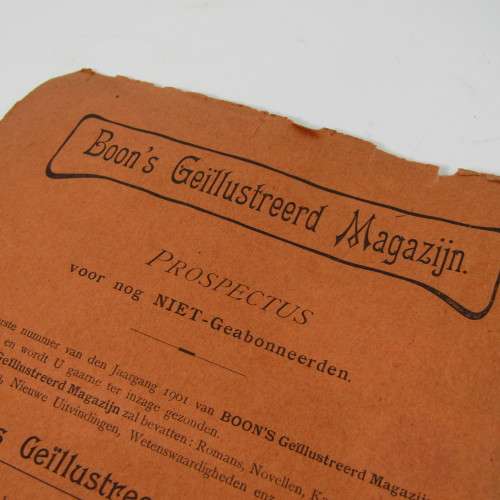 Boon's Geïllustreerd Magazijn.
PROSPECTUS
voor nog NIET-Geabonneerden.
nummer van den Jaargang 1901 van BOON'S Geïllustreerd Magazijn
en wordt U gaarne ter inzage gezonden.
Geïllustreerd Magazijn zal bevatten: Romans, Novellen,
Nieuwe Uitvindingen, Wetenswaardigheden enz.
Geïllustreerd